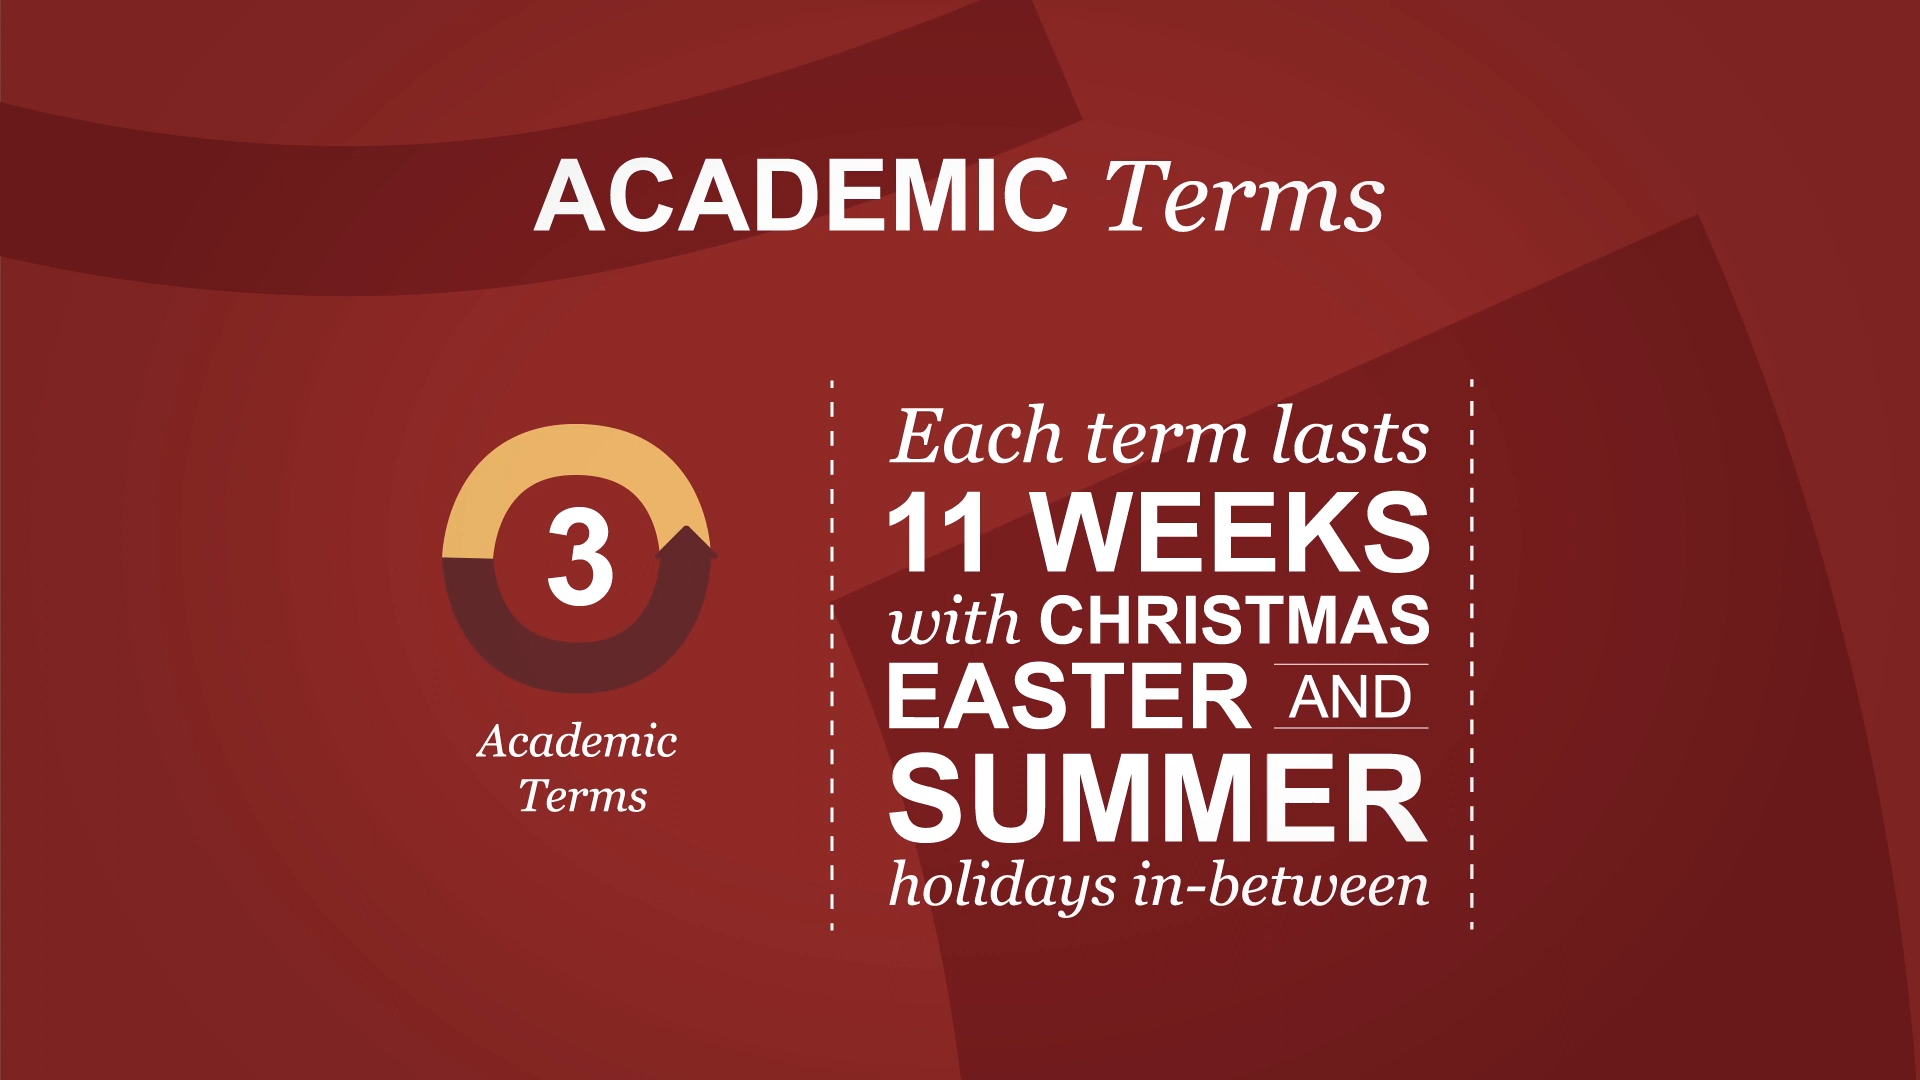 ACADEMIC Terms
3
Academic
Terms
Each term lasts
11 WEEKS
with CHRISTMAS
EASTER AND
SUMMER
holidays in-between